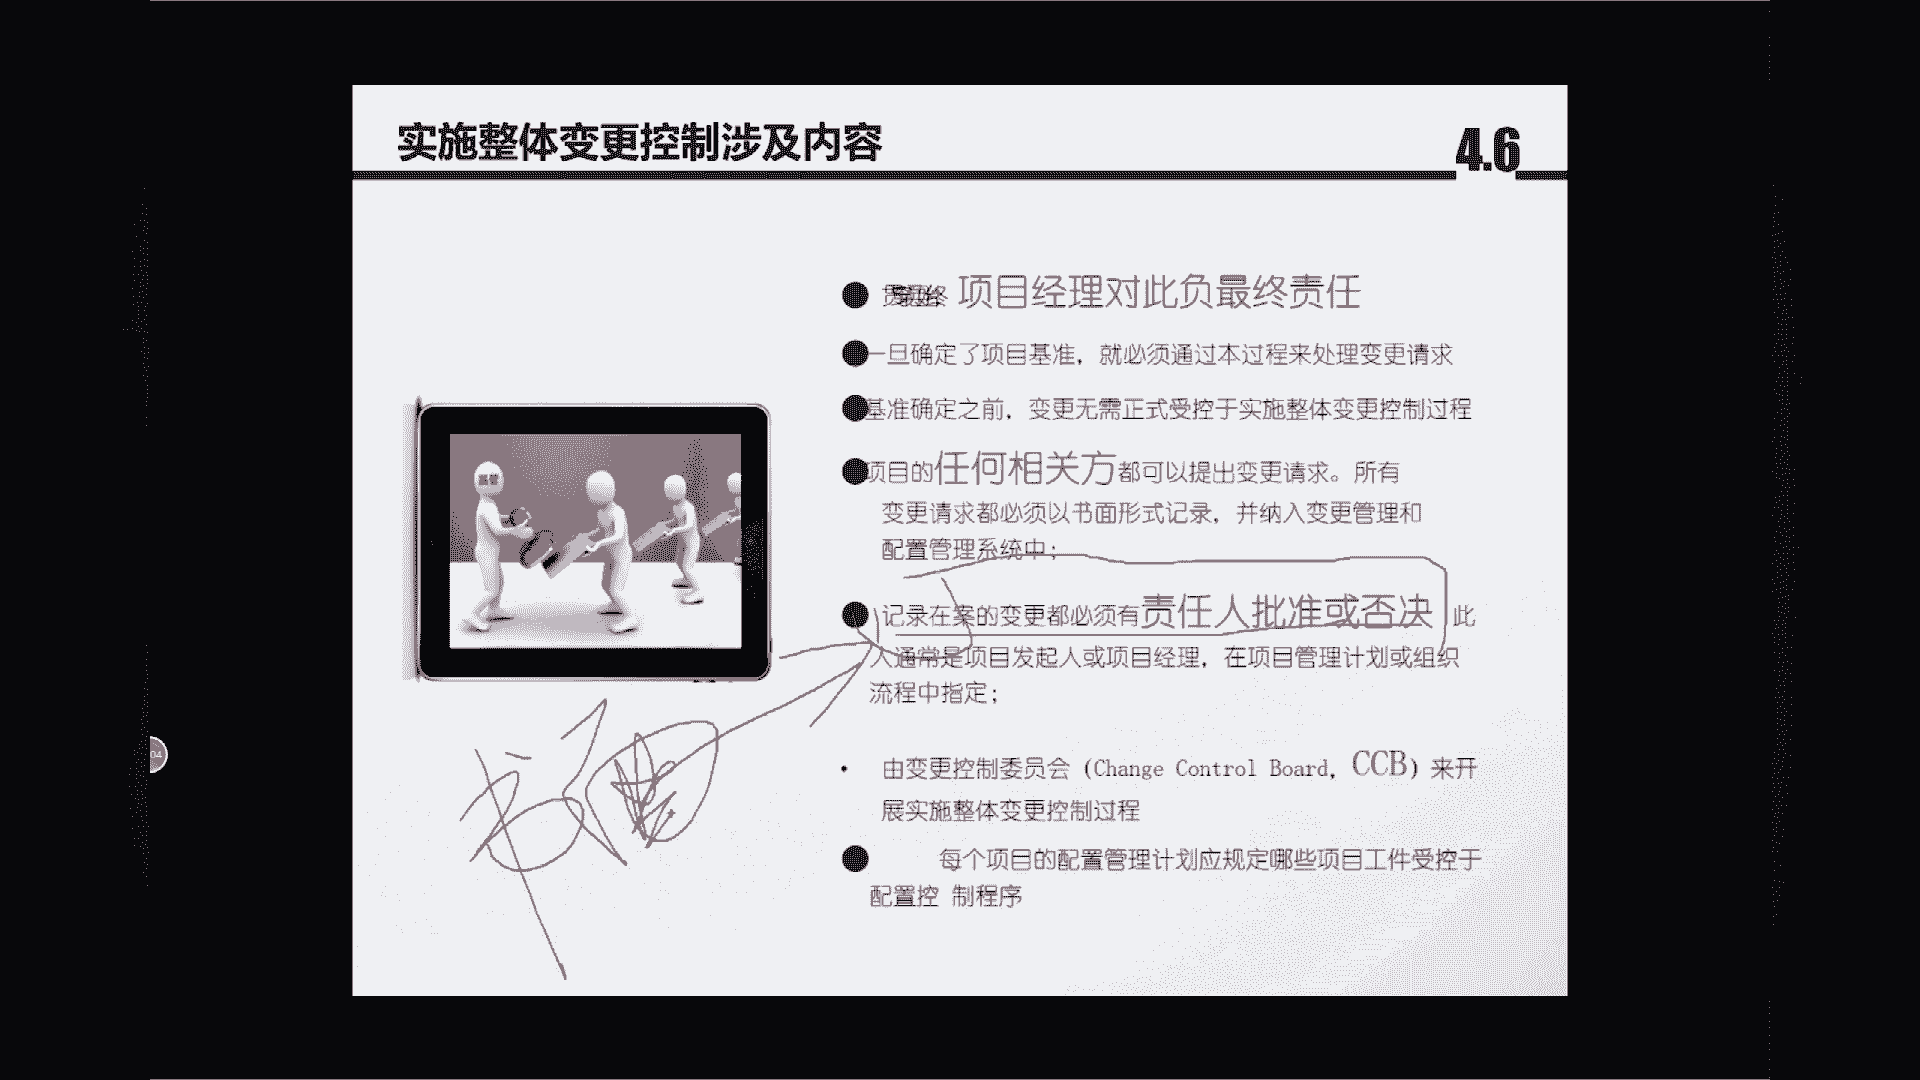 实施整体变更控制涉及内容
4.6
项目经理对此负最终责任
一旦确定了项目基准，就必须通过本过程来处理变更请求
基准确定之前，变更无需正式受控于实施整体变更控制过程
项目的任何相关方都可以提出变更请求。所有
变更请求都必须以书面形式记录，并纳入变更管理和
配置管理系统中；
记录在案的变更都必须有责任人批准或否决 此
人通常是项目发起人或项目经理，在项目管理计划或组织
流程中指定；
由变更控制委员会（Change Control Board，CCB）来开
展实施整体变更控制过程
每个项目的配置管理计划应规定哪些项目工件受控于
配置控 制程序
04